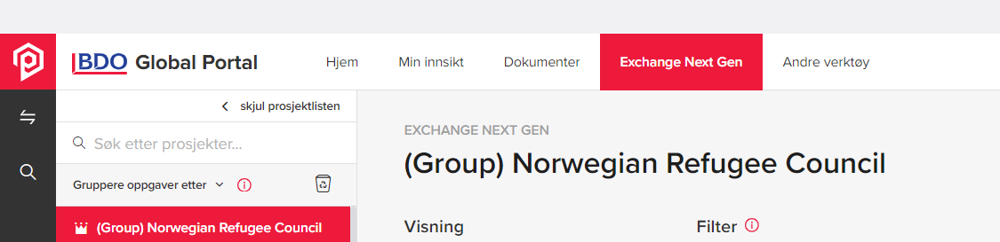 BDO Global Portal Hjem Min innsikt Dokumenter Exchange Next Gen Andre verktøy
skjul prosjektlisten
Søk etter prosjekter...
Gruppere oppgaver etter
(Group) Norwegian Refugee Council
EXCHANGE NEXT GEN
(Group) Norwegian Refugee Council
Visning Filter